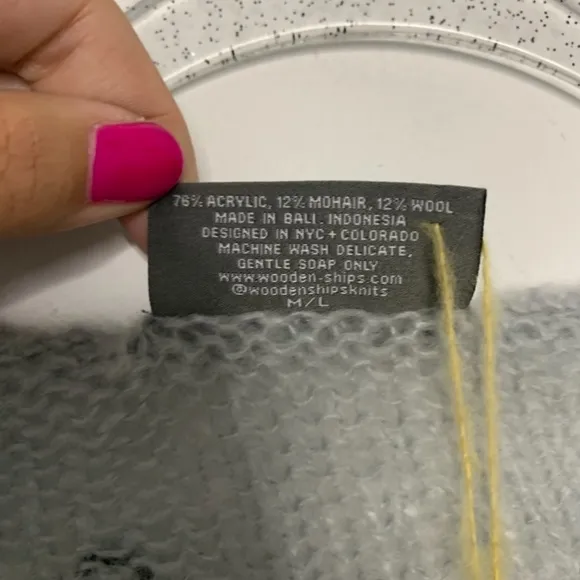 76% ACRYLIC, 12% MOHAIR, 12% WOOL
MADE IN BALI. INDONESIA
DESIGNED IN NYC + COLORADO
MACHINE WASH DELICATE,
GENTLE SOAP ONLY
www.wooden-ships.com
@woodenshipsknits
M/L